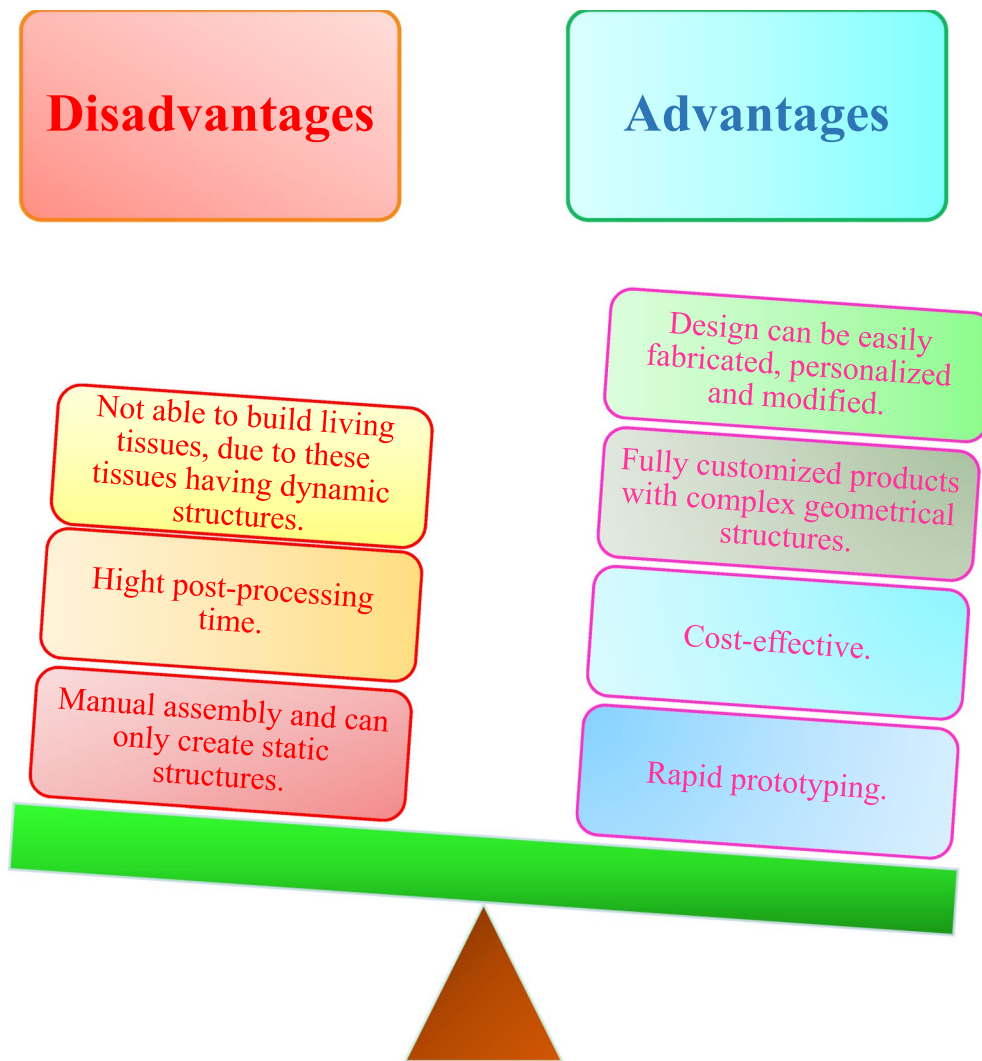 Disadvantages
Advantages
Not able to build living
tissues, due to these
tissues having dynamic
structures.
Hight post-processing
time.
Manual assembly and can
only create static
structures.
Design can be easily
fabricated, personalized
and modified.
Fully customized products
with complex geometrical
structures.
Cost-effective.
Rapid prototyping.